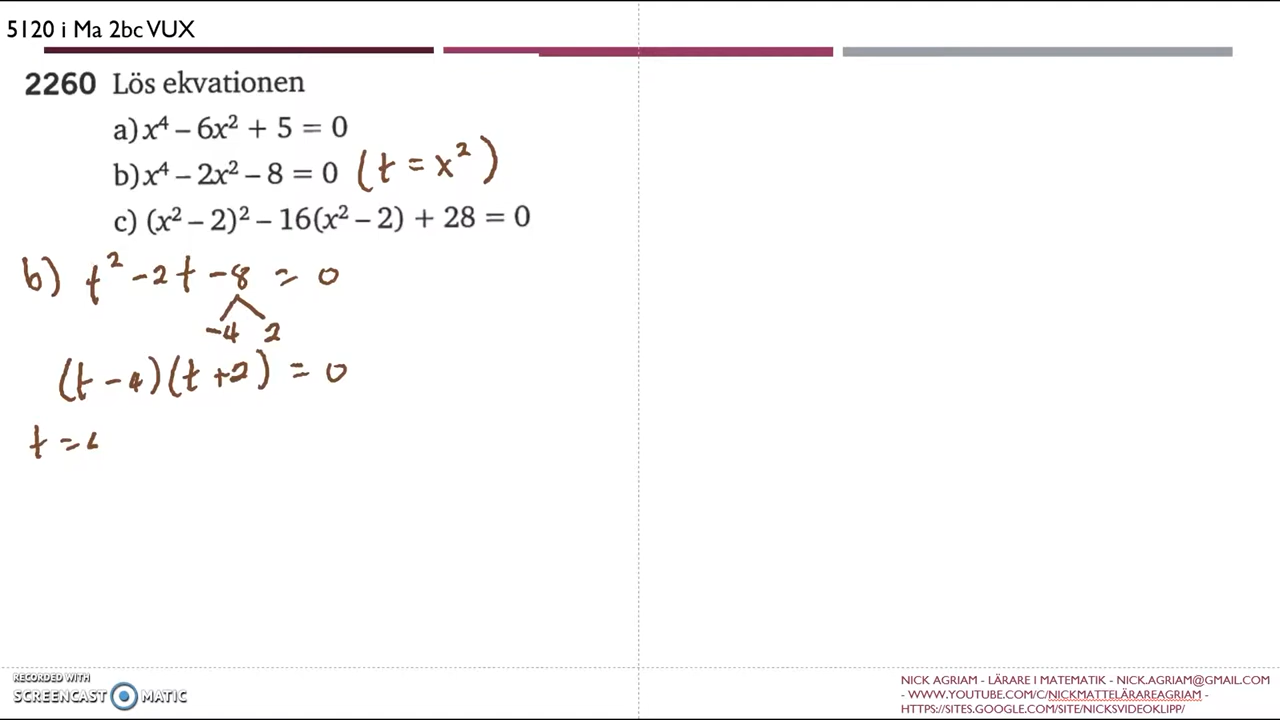 5120 i Ma 2bc VUX
2260 Lös ekvationen
a) x⁴ – 6x² + 5 = 0
b) x⁴ – 2x² – 8 = 0 (t = x²)
c) (x² – 2)² – 16(x² – 2) + 28 = 0
b) t² - 2t - 8 = 0
-4 2
(t - 4)(t + 2) = 0
t = 4
RECORDED WITH
SCREENCAST MATIC
NICK AGRIAM - LÄRARE I MATEMATIK - NICK.AGRIAM@GMAIL.COM
- WWW.YOUTUBE.COM/C/NICKMATTELÄRAREAGRIAM -
HTTPS://SITES.GOOGLE.COM/SITE/NICKSVIDEOKLIPP/